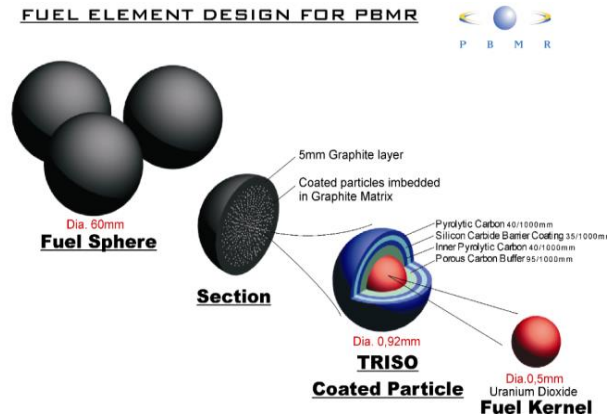 FUEL ELEMENT DESIGN FOR PBMR
P B M R
5mm Graphite layer
Coated particles imbedded
in Graphite Matrix
Dia. 60mm
Fuel Sphere
Section
Pyrolytic Carbon 40/1000mm
Silicon Carbide Barrier Coating 35/1000mm
Inner Pyrolytic Carbon 40/1000mm
Porous Carbon Buffer 95/1000mm
Dia. 0,92mm
TRISO
Coated Particle
Dia.0,5mm
Uranium Dioxide
Fuel Kernel